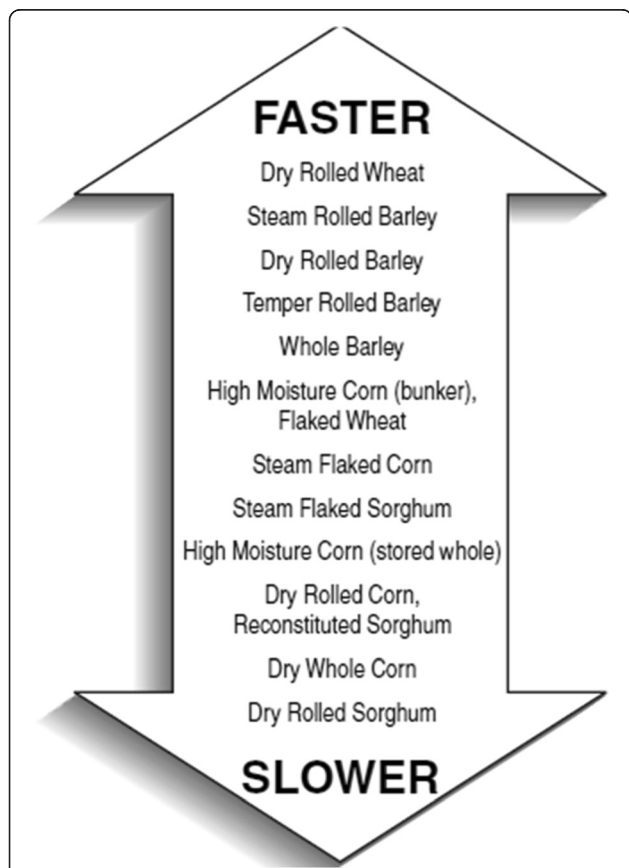 FASTER
Dry Rolled Wheat
Steam Rolled Barley
Dry Rolled Barley
Temper Rolled Barley
Whole Barley
High Moisture Corn (bunker),
Flaked Wheat
Steam Flaked Corn
Steam Flaked Sorghum
High Moisture Corn (stored whole)
Dry Rolled Corn,
Reconstituted Sorghum
Dry Whole Corn
Dry Rolled Sorghum
SLOWER